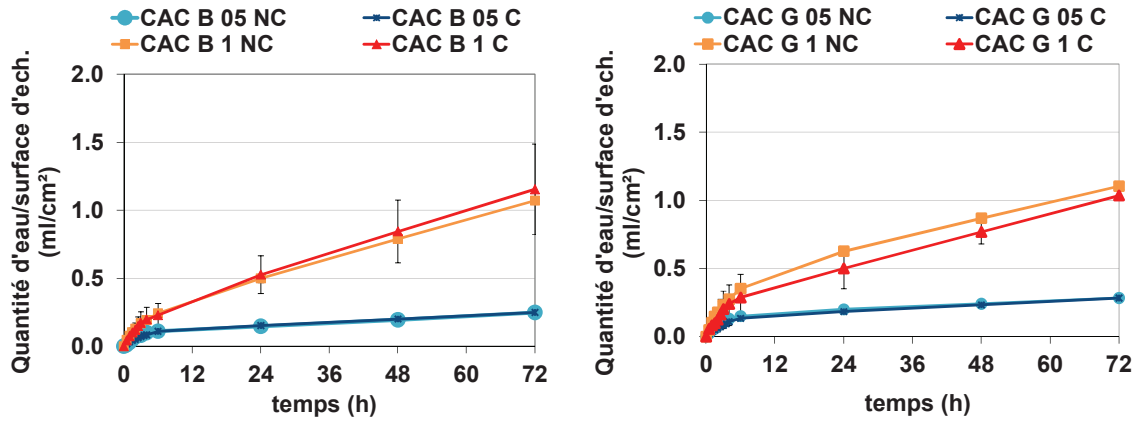 CAC B 05 NC CAC B 05 C
CAC B 1 NC CAC B 1 C
Quantité d'eau/surface d'ech.
(ml/cm²)
2.0
1.5
1.0
0.5
0.0
0 12 24 36 48 60 72
temps (h)
CAC G 05 NC CAC G 05 C
CAC G 1 NC CAC G 1 C
Quantité d'eau/surface d'ech.
(ml/cm²)
2.0
1.5
1.0
0.5
0.0
0 12 24 36 48 60 72
temps (h)